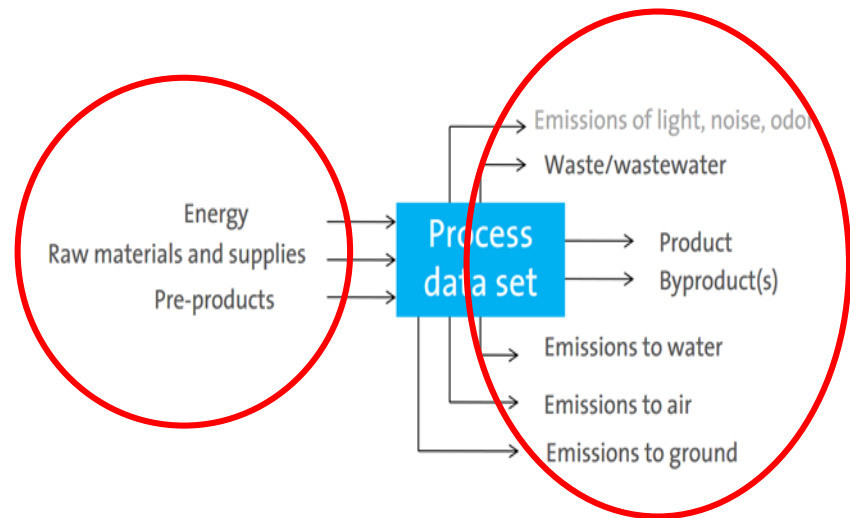 Energy
Raw materials and supplies
Pre-products
Process
data set
Emissions of light, noise, odor
Waste/wastewater
Product
Byproduct(s)
Emissions to water
Emissions to air
Emissions to ground